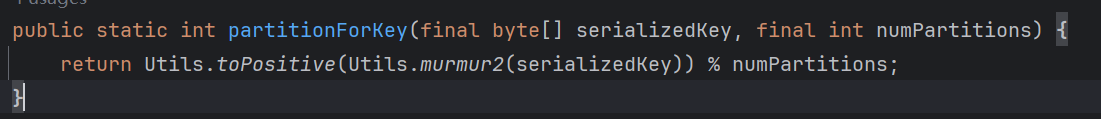 public static int partitionForKey(final byte[] serializedKey, final int numPartitions) {
    return Utils.toPositive(Utils.murmur2(serializedKey)) % numPartitions;
}